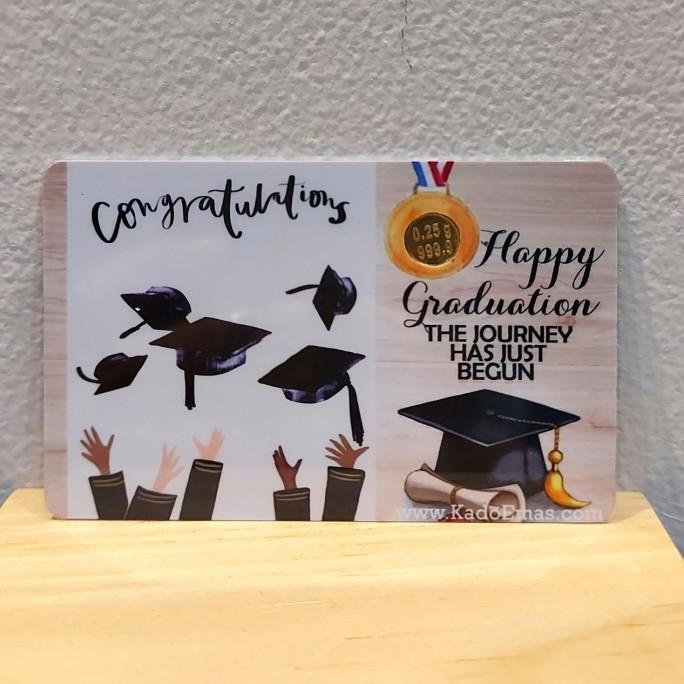 Congratulations
0.25 g
999.9
Happy
Graduation
THE JOURNEY
HAS JUST
BEGUN
www.KadoEmas.com